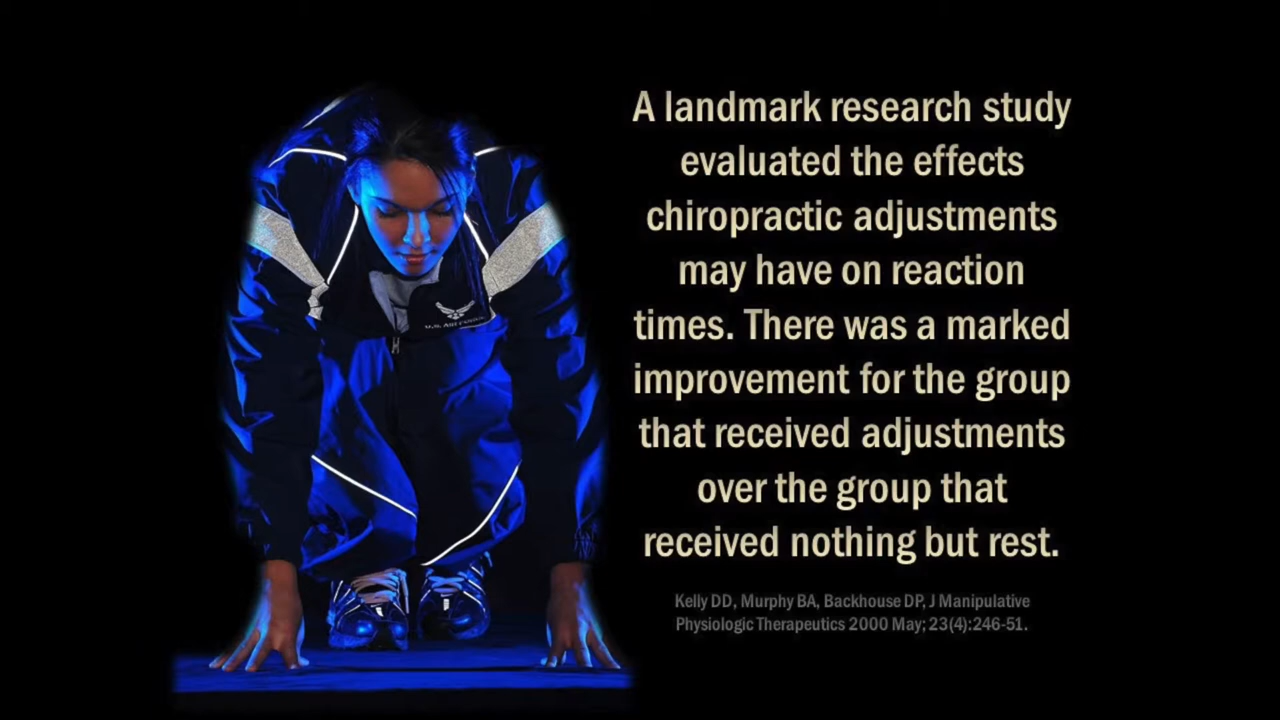 A landmark research study
evaluated the effects
chiropractic adjustments
may have on reaction
times. There was a marked
improvement for the group
that received adjustments
over the group that
received nothing but rest.
Kelly DD, Murphy BA, Backhouse DP, J Manipulative
Physiologic Therapeutics 2000 May; 23(4):246-51.
U.S. AIR FORCE